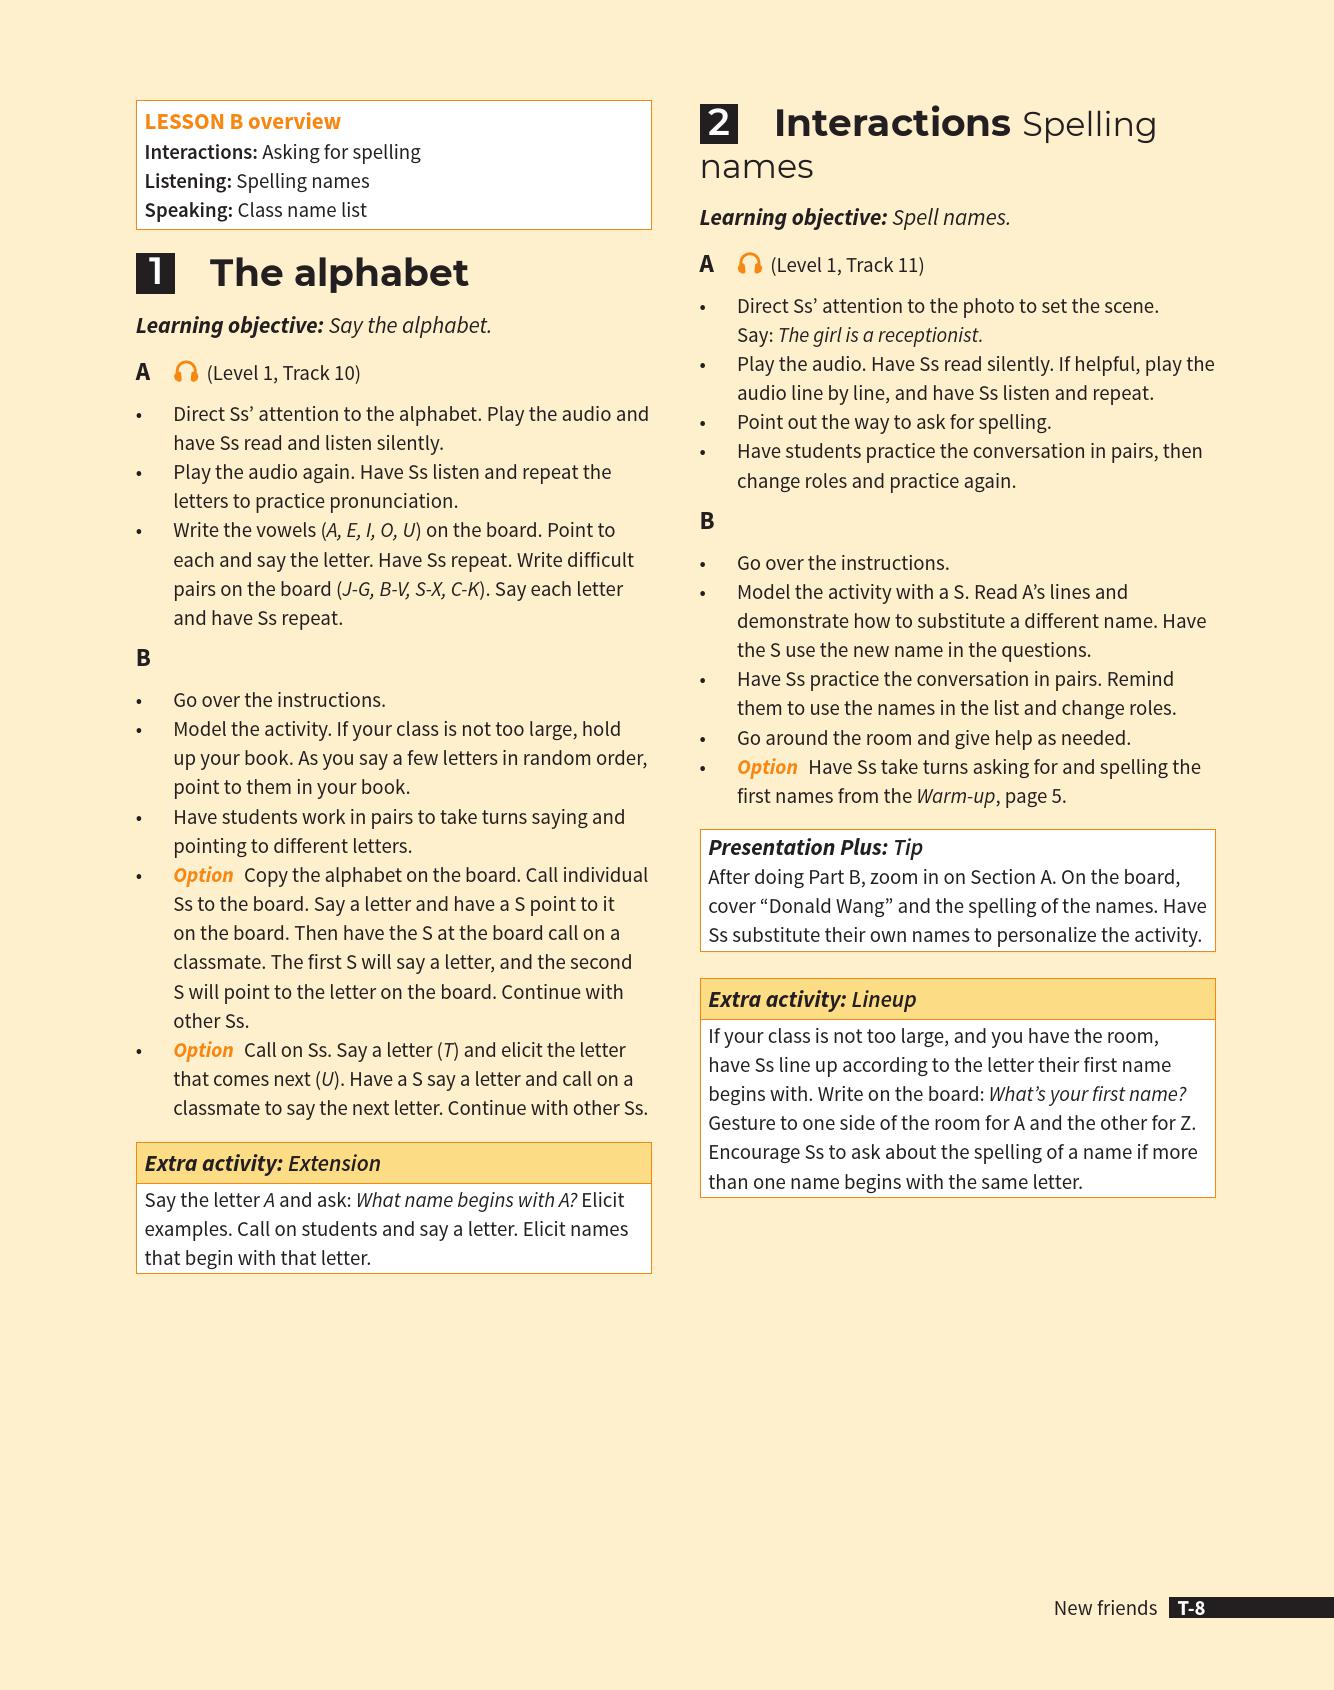 LESSON B overview
Interactions: Asking for spelling
Listening: Spelling names
Speaking: Class name list
1 The alphabet
Learning objective: Say the alphabet.
A (Level 1, Track 10)
• Direct Ss’ attention to the alphabet. Play the audio and
have Ss read and listen silently.
• Play the audio again. Have Ss listen and repeat the
letters to practice pronunciation.
• Write the vowels (A, E, I, O, U) on the board. Point to
each and say the letter. Have Ss repeat. Write difficult
pairs on the board (J-G, B-V, S-X, C-K). Say each letter
and have Ss repeat.
B
• Go over the instructions.
• Model the activity. If your class is not too large, hold
up your book. As you say a few letters in random order,
point to them in your book.
• Have students work in pairs to take turns saying and
pointing to different letters.
• Option Copy the alphabet on the board. Call individual
Ss to the board. Say a letter and have a S point to it
on the board. Then have the S at the board call on a
classmate. The first S will say a letter, and the second
S will point to the letter on the board. Continue with
other Ss.
• Option Call on Ss. Say a letter (T) and elicit the letter
that comes next (U). Have a S say a letter and call on a
classmate to say the next letter. Continue with other Ss.
Extra activity: Extension
Say the letter A and ask: What name begins with A? Elicit
examples. Call on students and say a letter. Elicit names
that begin with that letter.
2 Interactions Spelling
names
Learning objective: Spell names.
A (Level 1, Track 11)
• Direct Ss’ attention to the photo to set the scene.
Say: The girl is a receptionist.
• Play the audio. Have Ss read silently. If helpful, play the
audio line by line, and have Ss listen and repeat.
• Point out the way to ask for spelling.
• Have students practice the conversation in pairs, then
change roles and practice again.
B
• Go over the instructions.
• Model the activity with a S. Read A’s lines and
demonstrate how to substitute a different name. Have
the S use the new name in the questions.
• Have Ss practice the conversation in pairs. Remind
them to use the names in the list and change roles.
• Go around the room and give help as needed.
• Option Have Ss take turns asking for and spelling the
first names from the Warm-up, page 5.
Presentation Plus: Tip
After doing Part B, zoom in on Section A. On the board,
cover “Donald Wang” and the spelling of the names. Have
Ss substitute their own names to personalize the activity.
Extra activity: Lineup
If your class is not too large, and you have the room,
have Ss line up according to the letter their first name
begins with. Write on the board: What’s your first name?
Gesture to one side of the room for A and the other for Z.
Encourage Ss to ask about the spelling of a name if more
than one name begins with the same letter.
New friends T-8